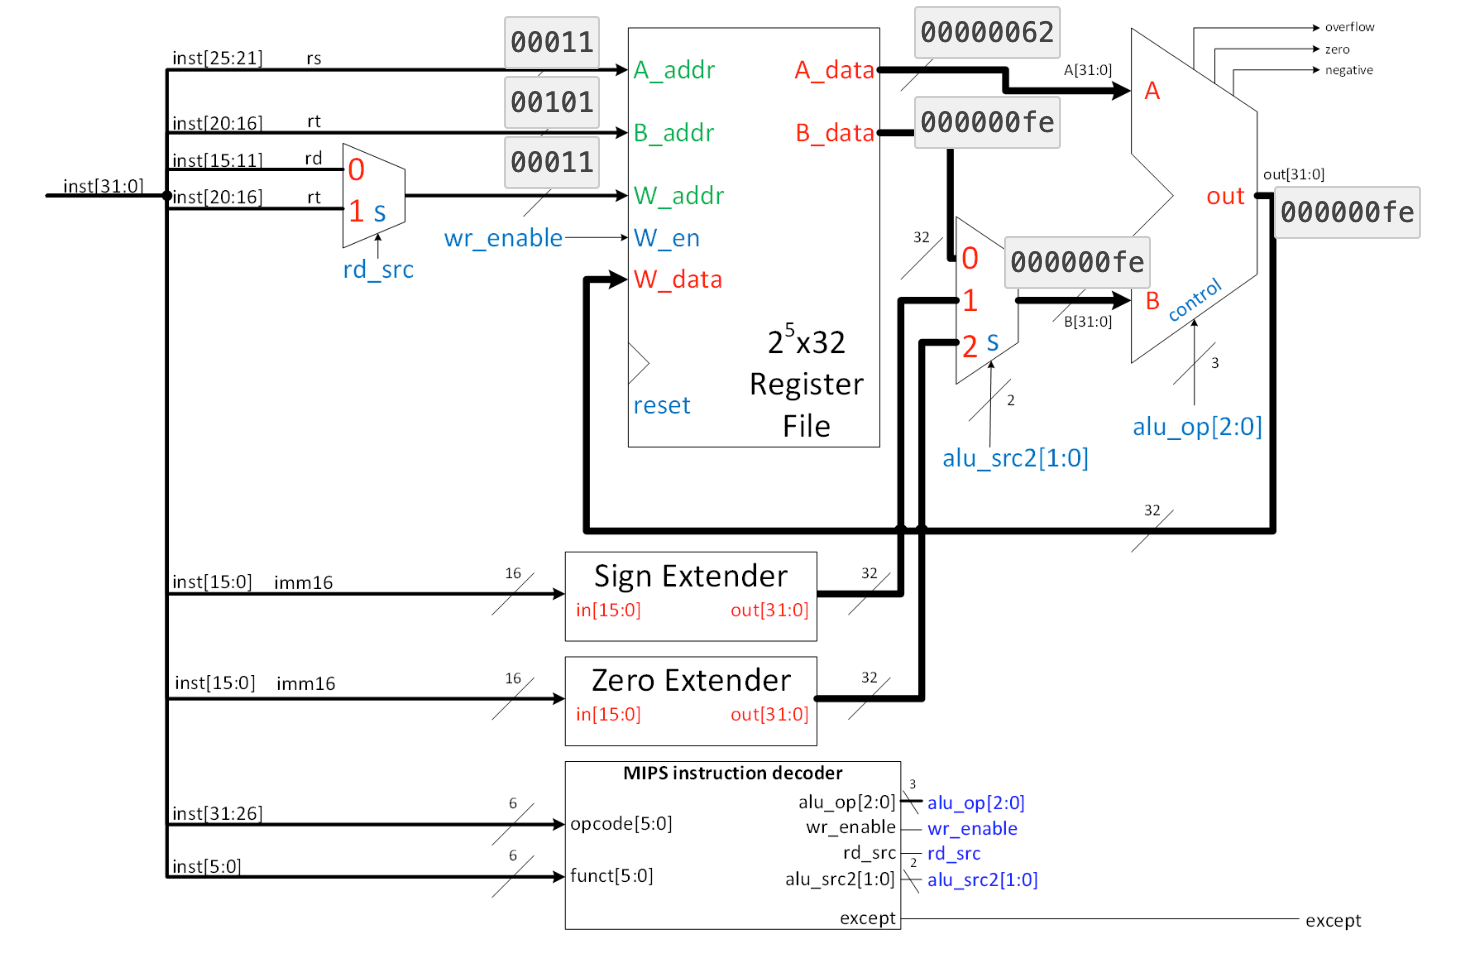 inst[25:21] rs
00011
A_addr
A_data
00000062
A[31:0]
A
overflow
zero
negative
inst[20:16] rt
00101
B_addr
B_data
000000fe
inst[15:11] rd
0
00011
inst[31:0]
inst[20:16] rt
1 s
W_addr
out[31:0]
out
000000fe
rd_src
wr_enable
W_en
32
0
000000fe
W_data
1
B
B[31:0]
control
2⁵x32
Register
File
2 s
3
reset
2
alu_op[2:0]
alu_src2[1:0]
32
inst[15:0] imm16
16
Sign Extender
in[15:0] out[31:0]
32
inst[15:0] imm16
16
Zero Extender
in[15:0] out[31:0]
32
MIPS instruction decoder
inst[31:26]
6
opcode[5:0]
alu_op[2:0]
3
alu_op[2:0]
wr_enable
wr_enable
rd_src
rd_src
inst[5:0]
6
funct[5:0]
alu_src2[1:0]
2
alu_src2[1:0]
except
except